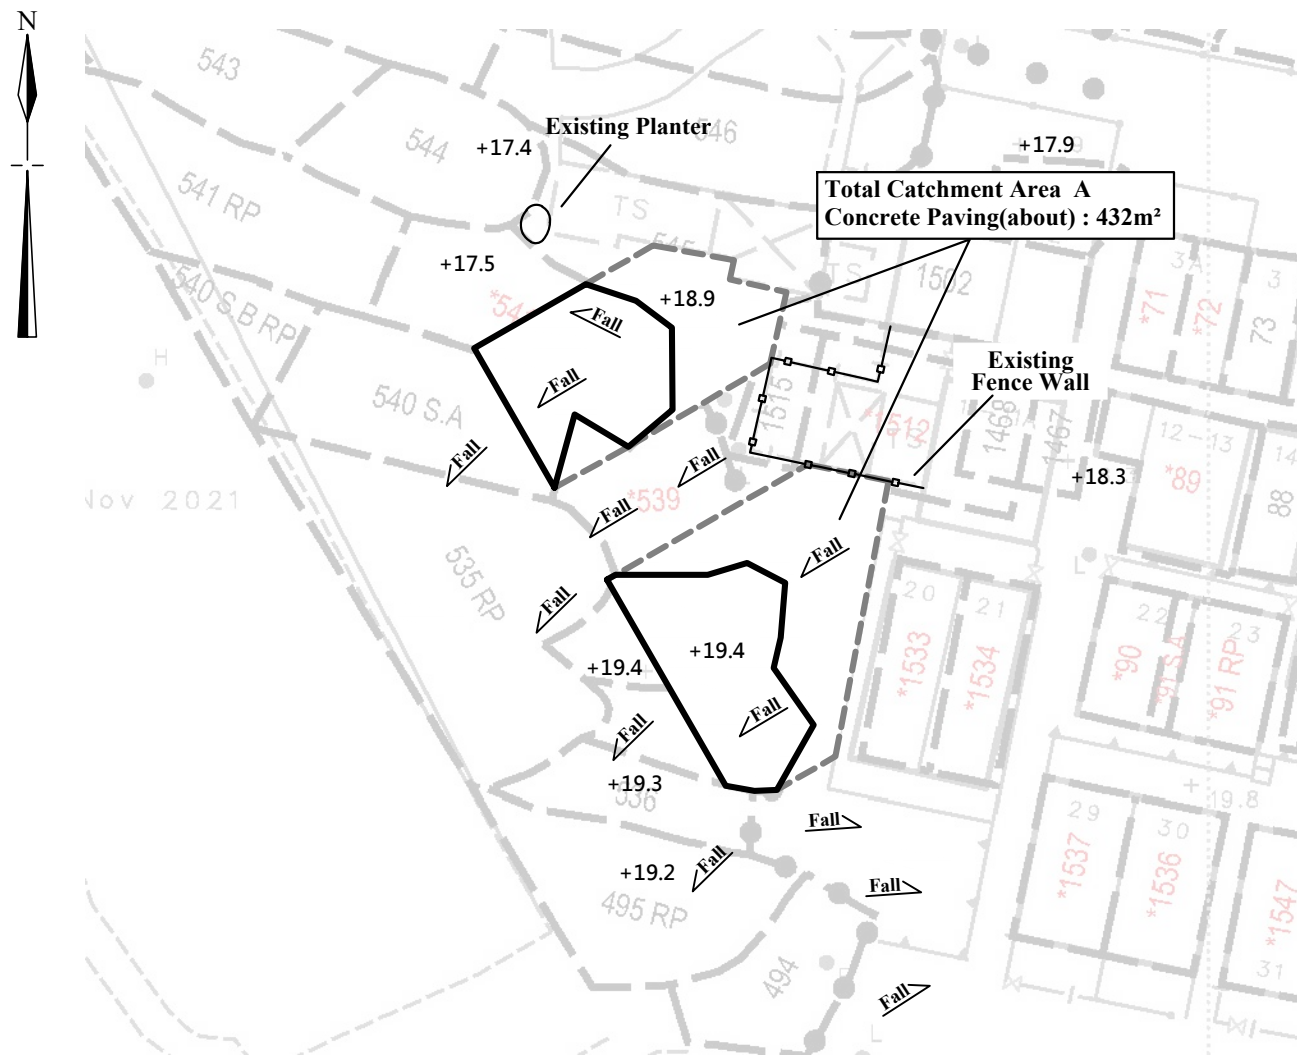 N
543
544
+17.4
Existing Planter
546
+17.9
541 RP
TS
545
Total Catchment Area A
Concrete Paving(about) : 432m²
+17.5
540 S.B RP
+18.9
TS
1502
3A
3
*71
*72
73
Fall
H
Fall
Existing
Fence Wall
540 S.A
1515
*1512
1468
1467
12-13
14
*89
88
+18.3
Fall
Fall
Nov 2021
*539
Fall
Fall
535 RP
Fall
L
20
21
22
23
*1533
*1534
*90
*91 S.A
*91 RP
+19.4
+19.4
Fall
Fall
+19.3
536
+19.8
29
30
Fall
*1537
*1536
*1547
31
+19.2
Fall
Fall
495 RP
494
Fall
L